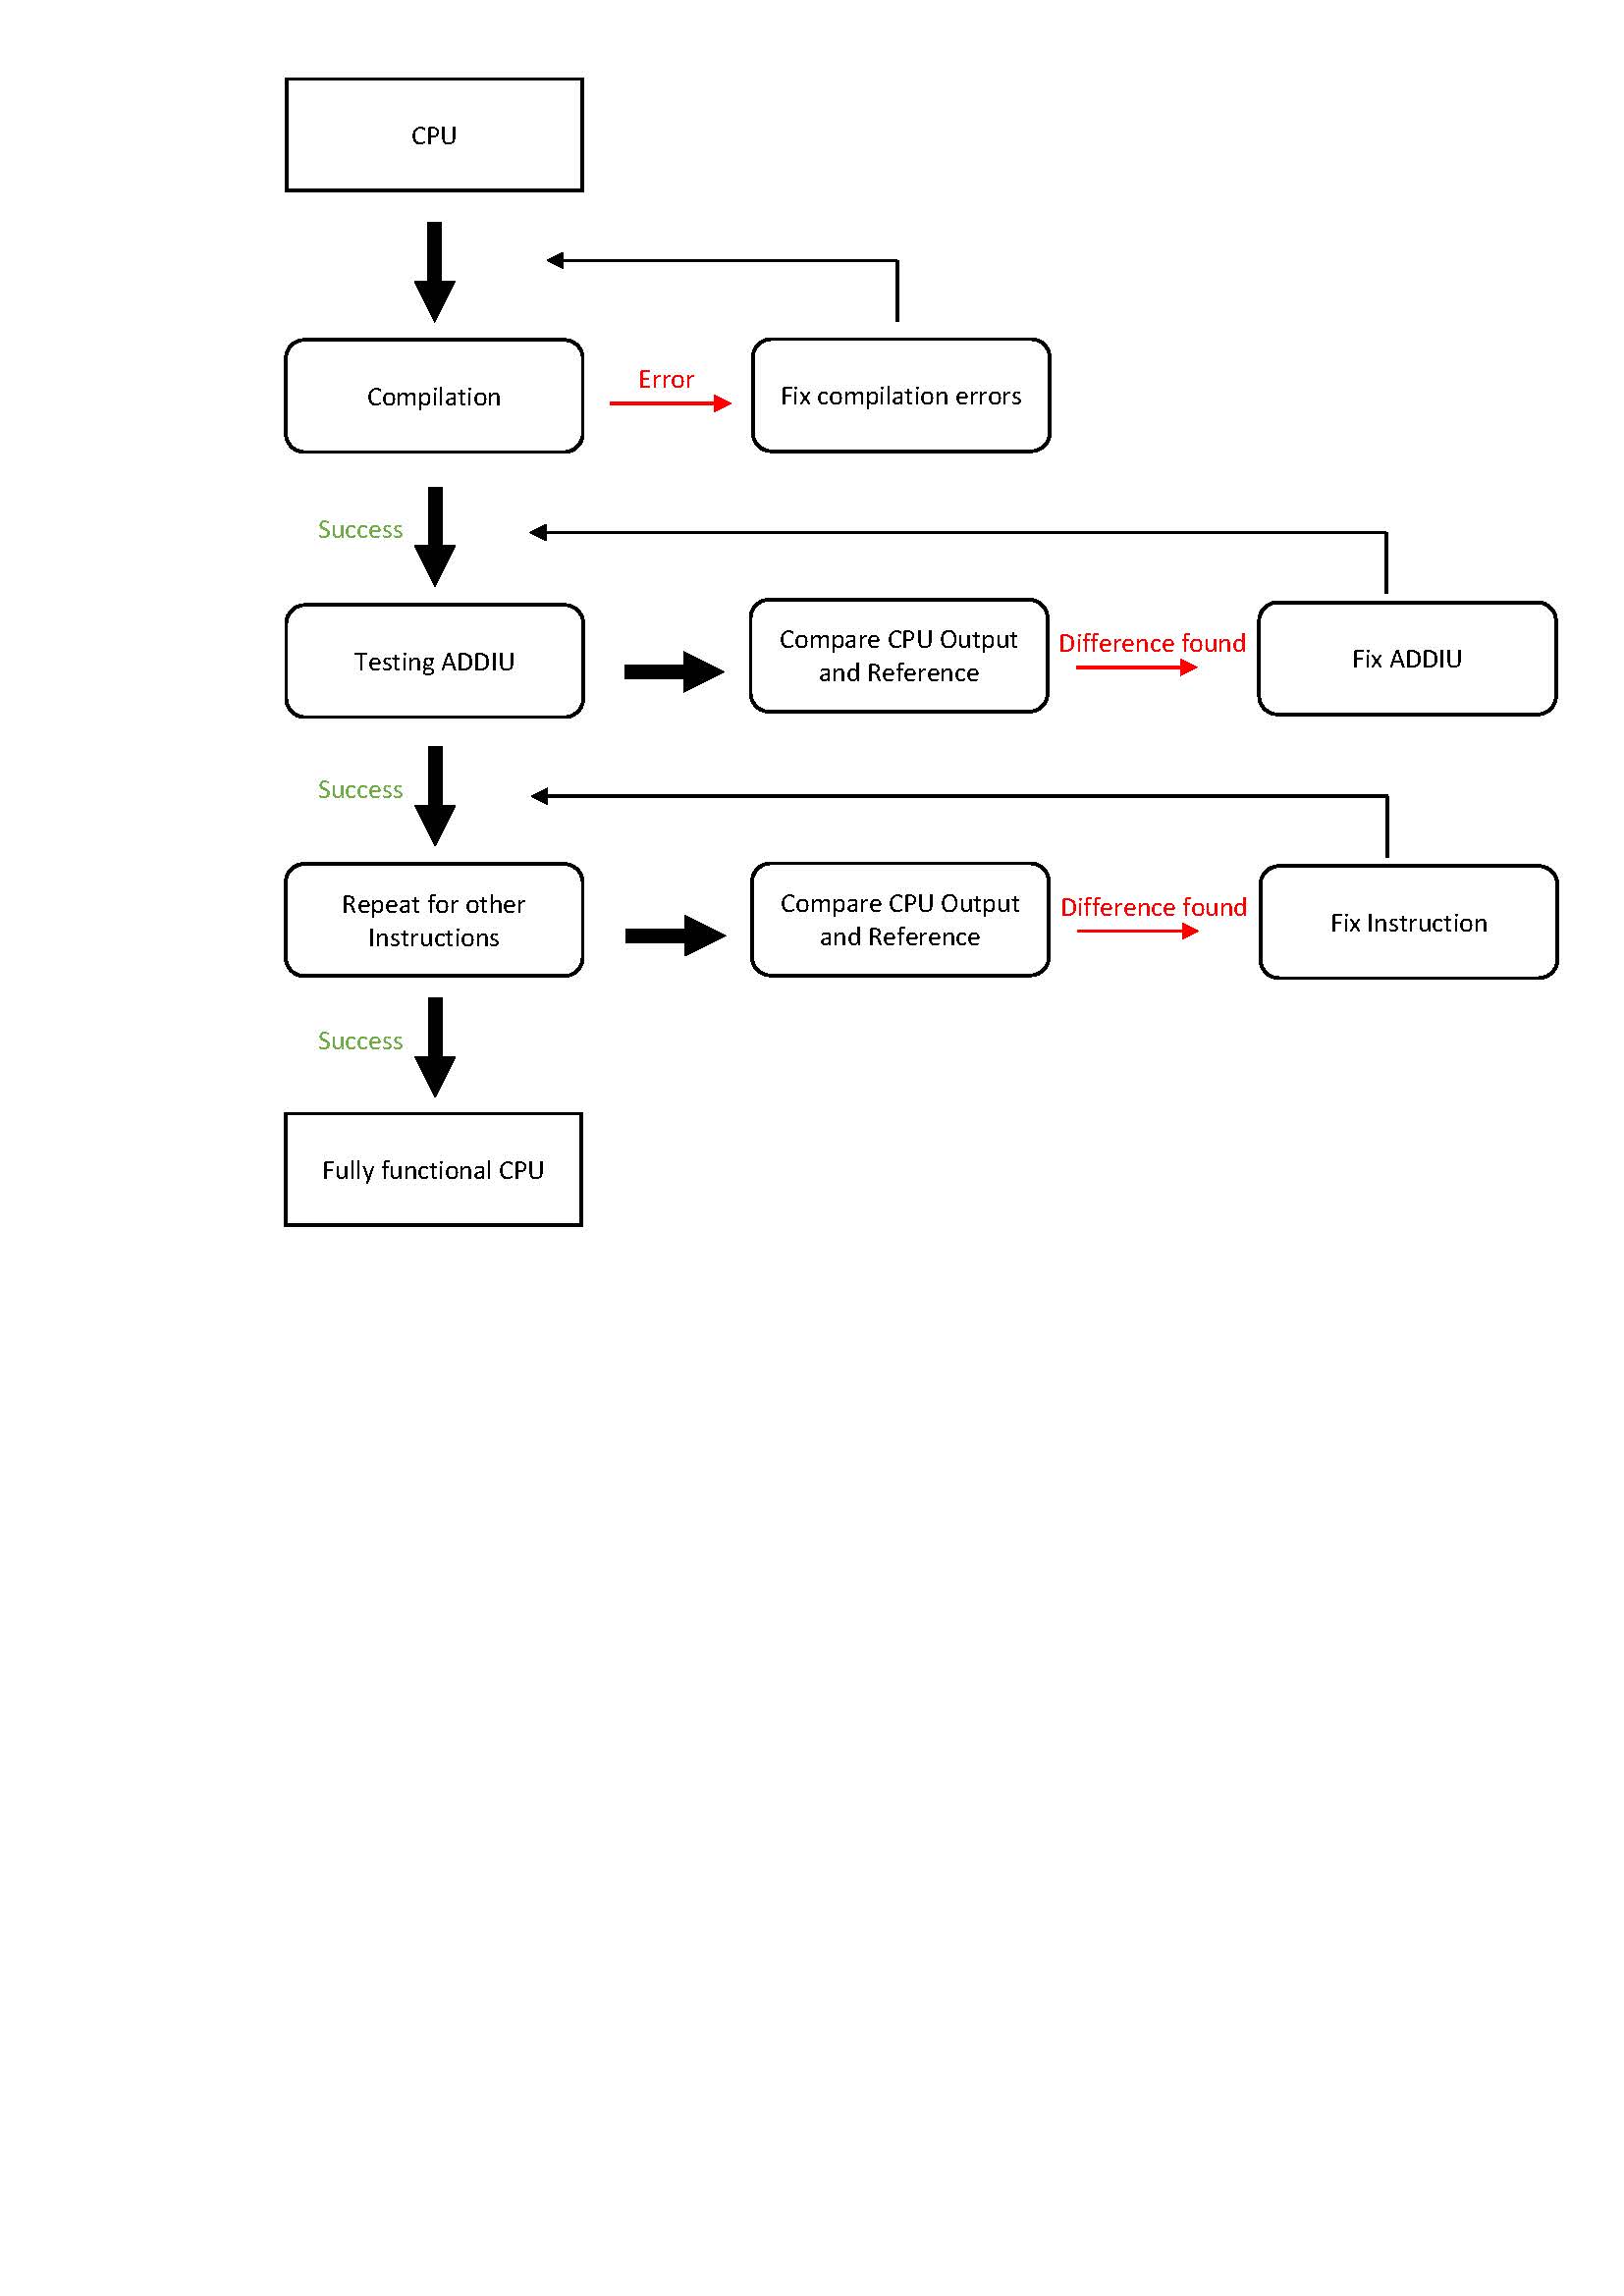 CPU
Compilation
Error
Fix compilation errors
Success
Testing ADDIU
Compare CPU Output
and Reference
Difference found
Fix ADDIU
Success
Repeat for other
Instructions
Compare CPU Output
and Reference
Difference found
Fix Instruction
Success
Fully functional CPU